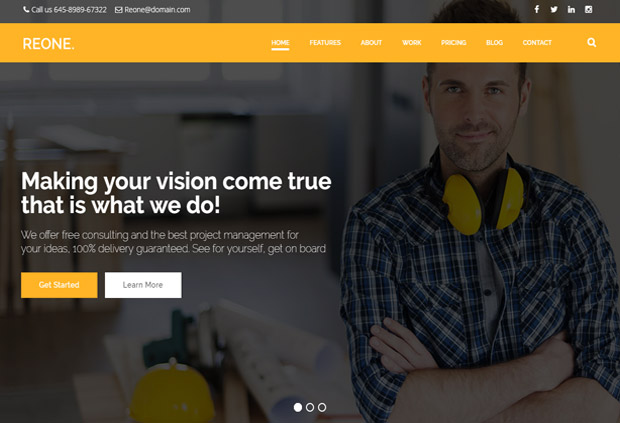 Call us 645-8989-67322 Reone@domain.com
REONE. HOME FEATURES ABOUT WORK PRICING BLOG CONTACT
Making your vision come true
that is what we do!
We offer free consulting and the best project management for
your ideas, 100% delivery guaranteed. See for yourself, get on board
Get Started Learn More